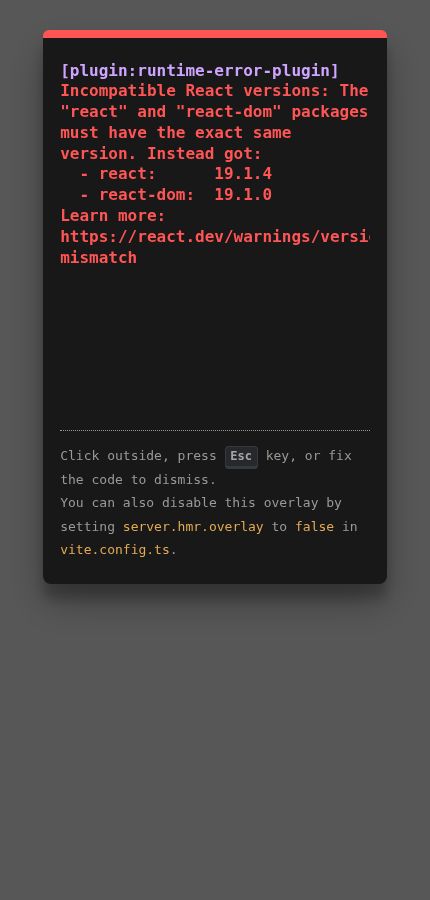 [plugin:runtime-error-plugin]
Incompatible React versions: The
"react" and "react-dom" packages
must have the exact same
version. Instead got:
  - react:      19.1.4
  - react-dom:  19.1.0
Learn more:
https://react.dev/warnings/versi
mismatch
Click outside, press Esc key, or fix
the code to dismiss.
You can also disable this overlay by
setting server.hmr.overlay to false in
vite.config.ts.